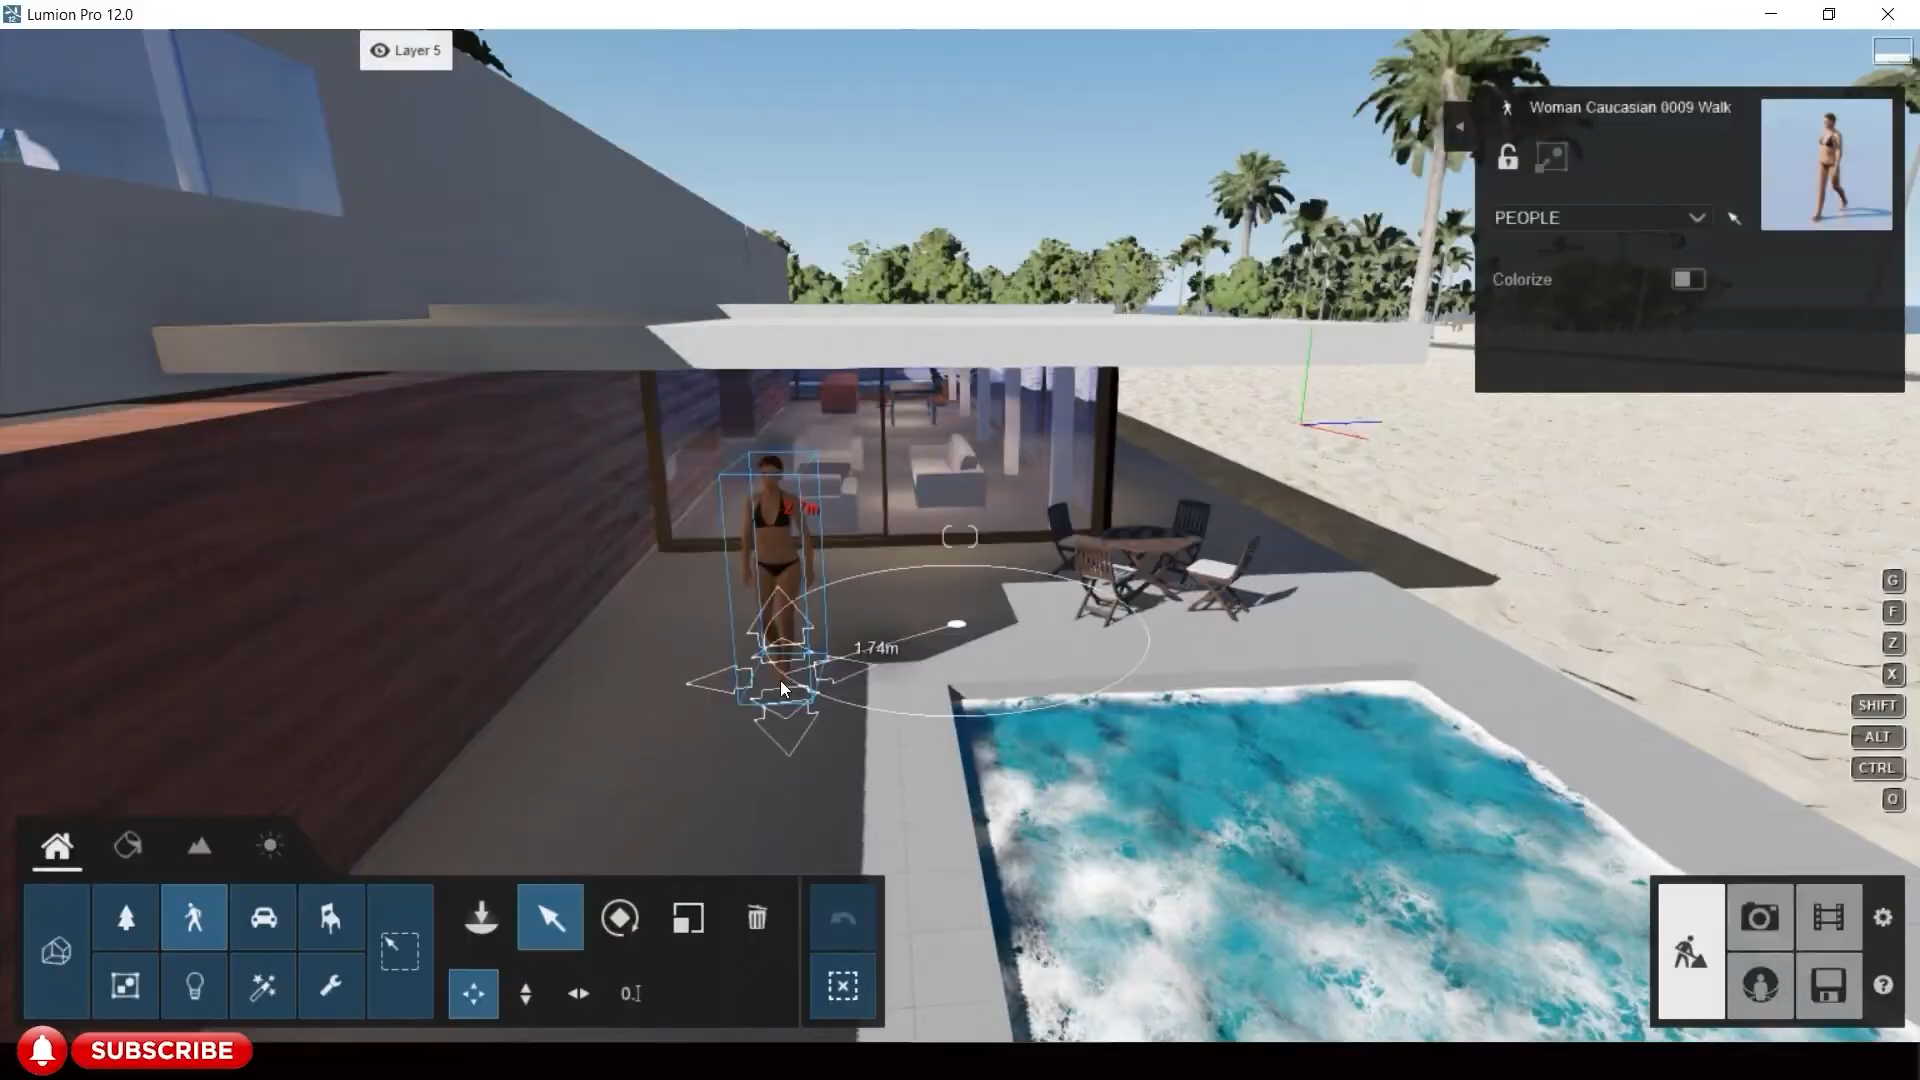 Lumion Pro 12.0
Layer 5
Woman Caucasian 0009 Walk
PEOPLE
Colorize
1.74m
G
F
Z
X
SHIFT
ALT
CTRL
O
SUBSCRIBE